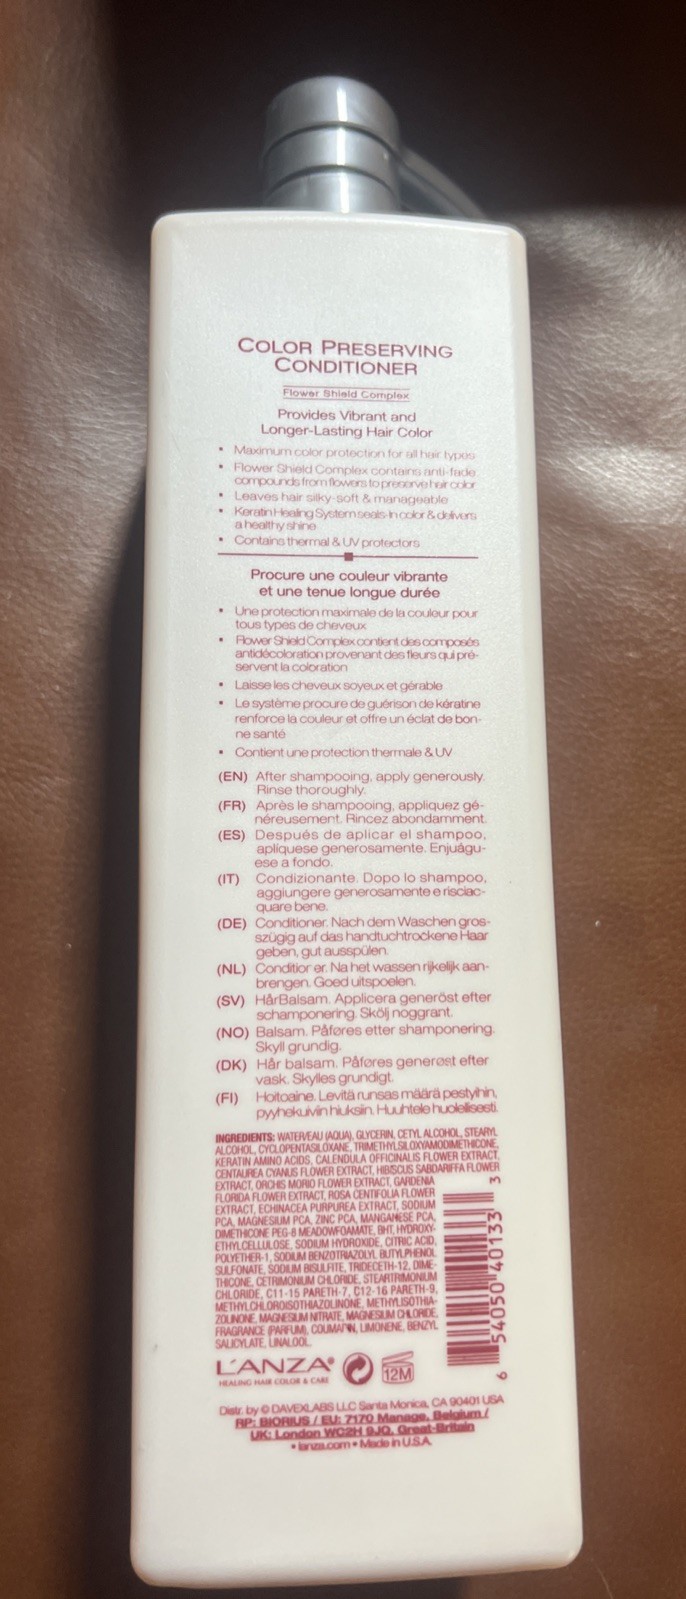 COLOR PRESERVING
CONDITIONER
Flower Shield Complex
Provides Vibrant and
Longer-Lasting Hair Color
• Maximum color protection for all hair types
• Flower Shield Complex contains anti-fade
compounds from flowers to preserve hair color
• Leaves hair silky-soft & manageable
• Keratin Healing System seals-in color & delivers
a healthy shine
• Contains thermal & UV protectors
Procure une couleur vibrante
et une tenue longue durée
• Une protection maximale de la couleur pour
tous types de cheveux
• Flower Shield Complex contient des composés
antidécoloration provenant des fleurs qui pré-
servent la coloration
• Laisse les cheveux soyeux et gérable
• Le système procure de guérison de kératine
renforce la couleur et offre un éclat de bon-
ne santé
• Contient une protection thermale & UV
(EN) After shampooing, apply generously.
Rinse thoroughly.
(FR) Après le shampooing, appliquez gé-
néreusement. Rincez abondamment.
(ES) Después de aplicar el shampoo,
aplíquese generosamente. Enjuágu-
ese a fondo.
(IT) Condizionante. Dopo lo shampoo,
aggiungere generosamente e risciac-
quare bene.
(DE) Conditioner. Nach dem Waschen gros-
szügig auf das handtuchtrockene Haar
geben, gut ausspülen.
(NL) Conditioner. Na het wassen rijkelijk aan-
brengen. Goed uitspoelen.
(SV) HårBalsam. Applicera generöst efter
schamponering. Skölj noggrant.
(NO) Balsam. Påføres etter shamponering.
Skyll grundig.
(DK) Hår balsam. Påføres generøst efter
vask. Skylles grundigt.
(FI) Hoitoaine. Levitä runsas määrä pestyihin,
pyyhekuiviin hiuksiin. Huuhtele huolellisesti.
INGREDIENTS: WATER/EAU (AQUA), GLYCERIN, CETYL ALCOHOL, STEARYL
ALCOHOL, CYCLOPENTASILOXANE, TRIMETHYLSILOXYAMODIMETHICONE,
KERATIN AMINO ACIDS, CALENDULA OFFICINALIS FLOWER EXTRACT,
CENTAUREA CYANUS FLOWER EXTRACT, HIBISCUS SABDARIFFA FLOWER
EXTRACT, ORCHIS MORIO FLOWER EXTRACT, GARDENIA
FLORIDA FLOWER EXTRACT, ROSA CENTIFOLIA FLOWER
EXTRACT, ECHINACEA PURPUREA EXTRACT, SODIUM
PCA, MAGNESIUM PCA, ZINC PCA, MANGANESE PCA,
DIMETHICONE PEG-8 MEADOWFOAMATE, BHT, HYDROXY-
ETHYLCELLULOSE, SODIUM HYDROXIDE, CITRIC ACID,
POLYETHER-1, SODIUM BENZOTRIAZOLYL BUTYLPHENOL
SULFONATE, SODIUM BISULFITE, TRIDECETH-12, DIME-
THICONE, CETRIMONIUM CHLORIDE, STEARTRIMONIUM
CHLORIDE, C11-15 PARETH-7, C12-16 PARETH-9,
METHYLCHLOROISOTHIAZOLINONE, METHYLISOTHIA-
ZOLINONE, MAGNESIUM NITRATE, MAGNESIUM CHLORIDE,
FRAGRANCE (PARFUM), COUMARIN, LIMONENE, BENZYL
SALICYLATE, LINALOOL.
6 54050 40133 3
L'ANZA®
HEALING HAIR COLOR & CARE
12M
Distr. by © DAVEXLABS LLC Santa Monica, CA 90401 USA
RP: BIORIUS / EU: 7170 Manage, Belgium /
UK: London WC2H 9JQ, Great-Britain
• lanza.com • Made in U.S.A.